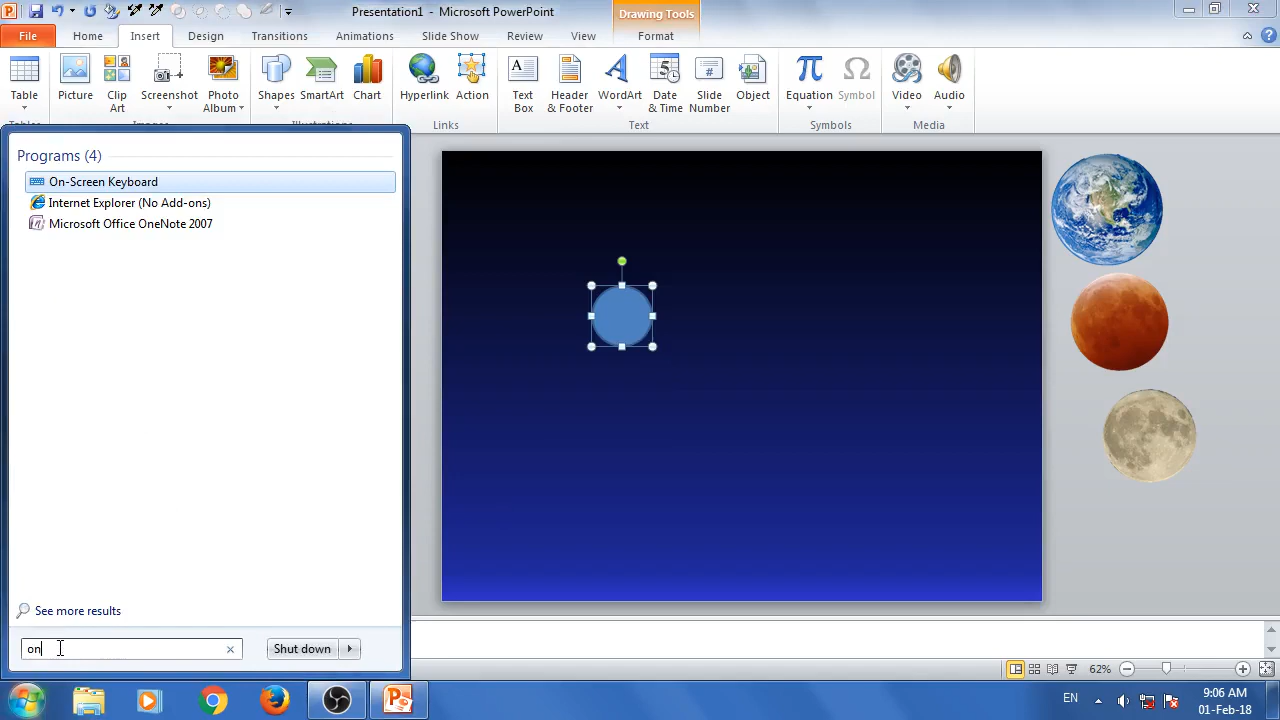 Presentation1 - Microsoft PowerPoint
Drawing Tools
File Home Insert Design Transitions Animations Slide Show Review View Format
Table Picture Clip Art Screenshot Photo Album Shapes SmartArt Chart Hyperlink Action Text Box Header & Footer WordArt Date & Time Slide Number Object Equation Symbol Video Audio
Links Text Symbols Media
Programs (4)
On-Screen Keyboard
Internet Explorer (No Add-ons)
Microsoft Office OneNote 2007
See more results
on
Shut down
62%
EN
9:06 AM
01-Feb-18